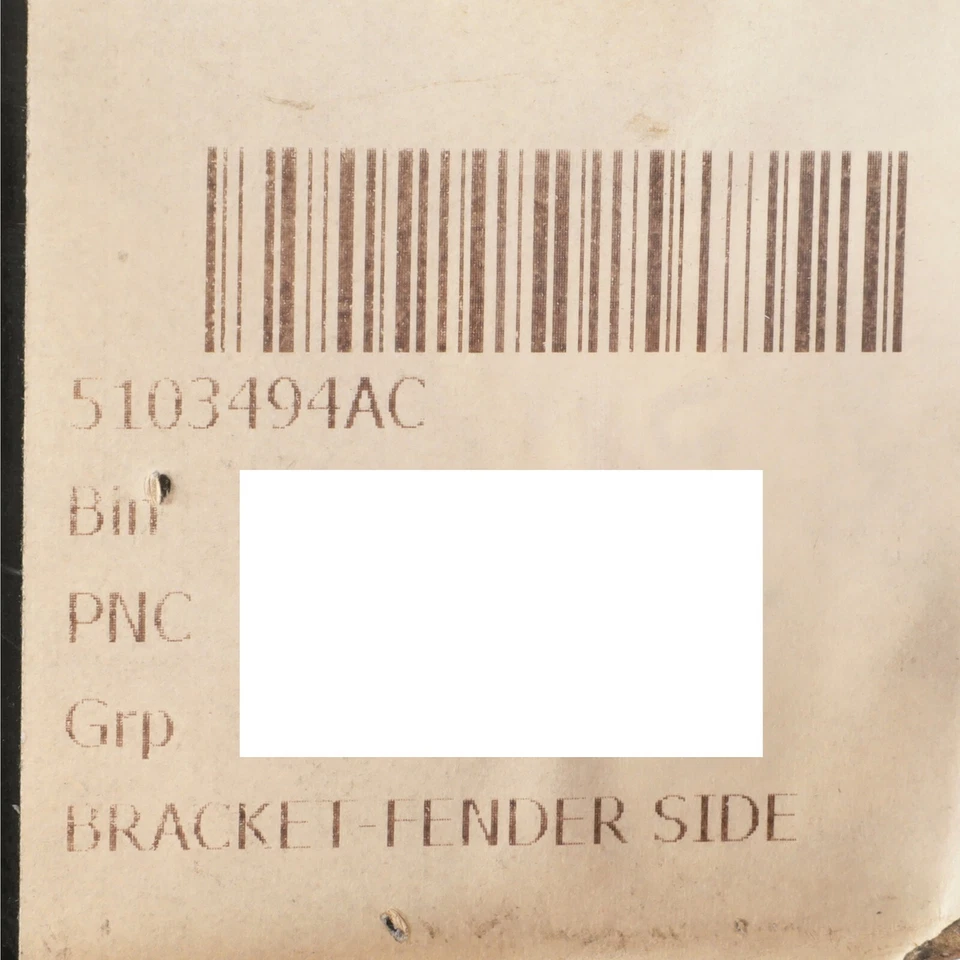 5103494AC
Bin
PNC
Grp
BRACKET-FENDER SIDE